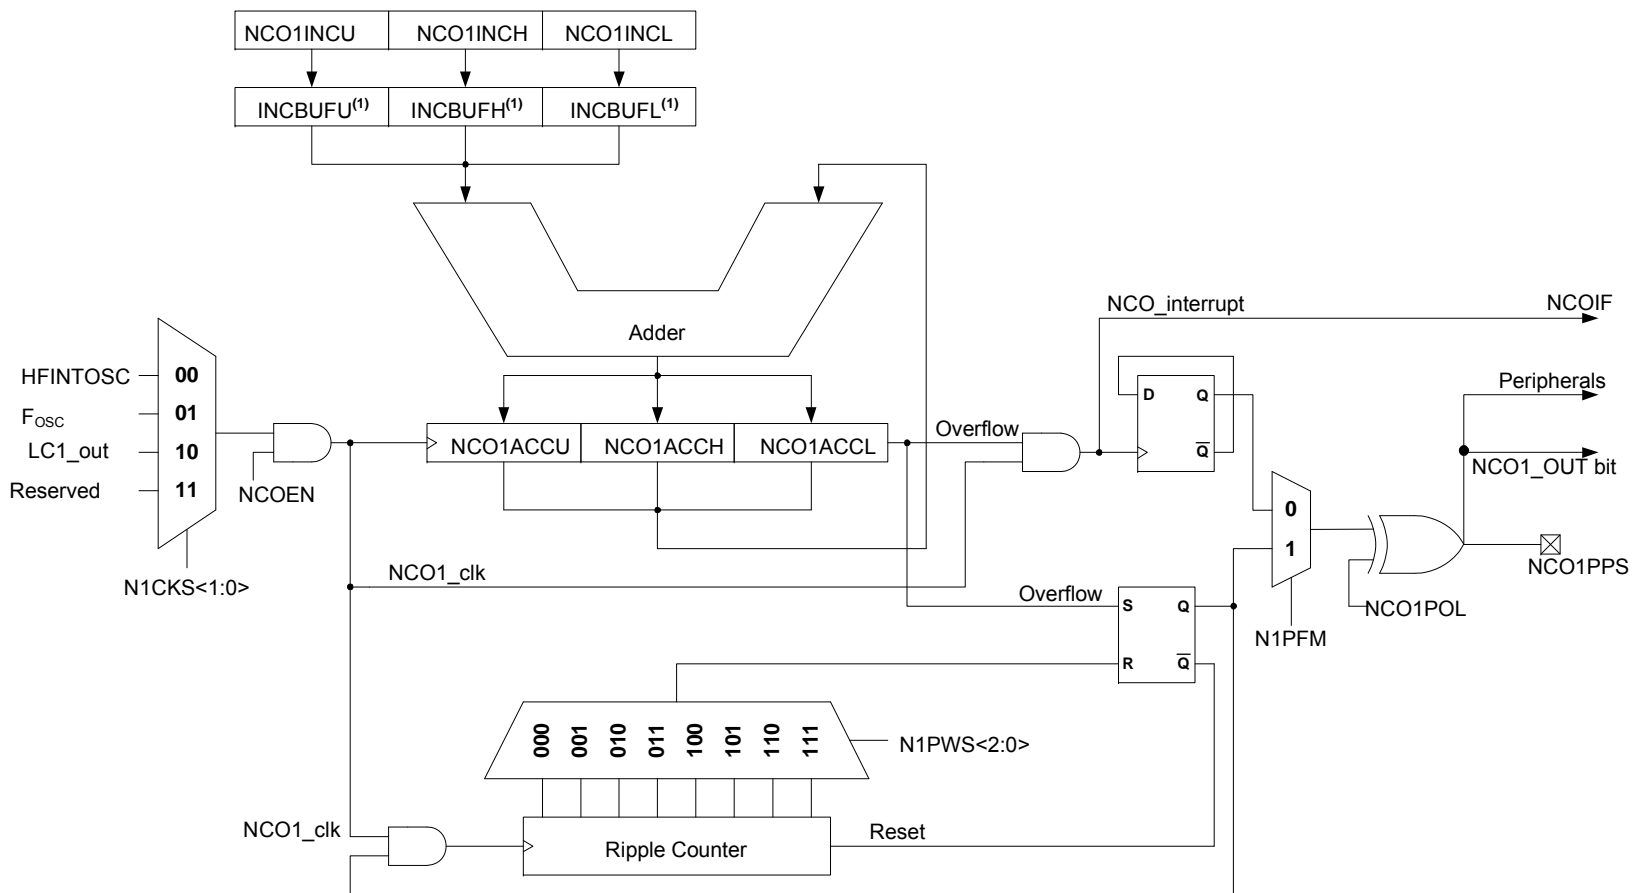 NCO1INCU NCO1INCH NCO1INCL
INCBUFU(1) INCBUFH(1) INCBUFL(1)
Adder
NCO_interrupt
NCOIF
HFINTOSC
00
FOSC
01
LC1_out
10
Reserved
11
NCOEN
N1CKS<1:0>
NCO1ACCU NCO1ACCH NCO1ACCL
Overflow
D Q
Q
Peripherals
NCO1_OUT bit
0
1
N1PFM
NCO1POL
NCO1PPS
NCO1_clk
Overflow
S Q
R Q
000 001 010 011 100 101 110 111
N1PWS<2:0>
NCO1_clk
Ripple Counter
Reset